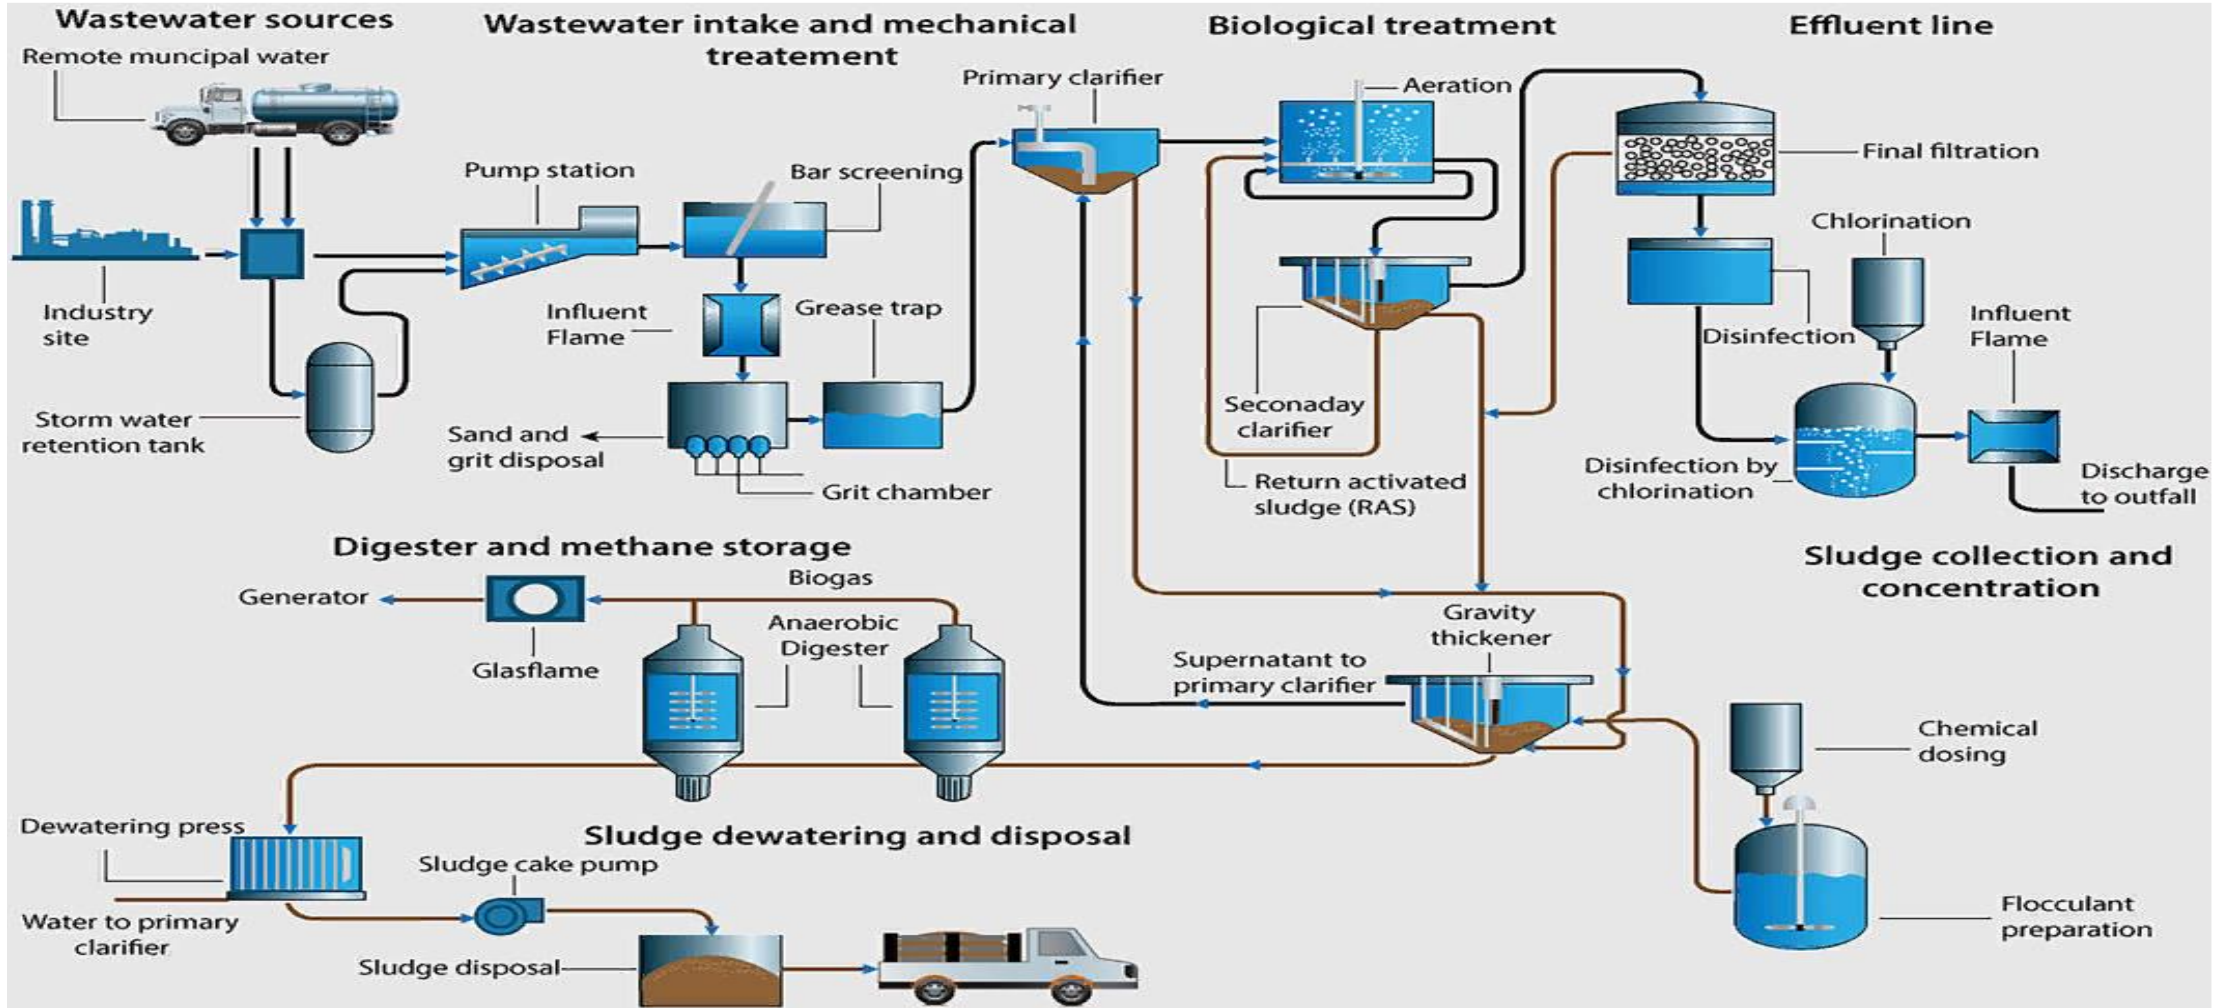 Wastewater sources
Remote muncipal water
Industry
site
Storm water
retention tank
Wastewater intake and mechanical
treatement
Pump station
Bar screening
Influent
Flame
Grease trap
Sand and
grit disposal
Grit chamber
Primary clarifier
Biological treatment
Aeration
Seconaday
clarifier
Return activated
sludge (RAS)
Effluent line
Final filtration
Chlorination
Disinfection
Influent
Flame
Disinfection by
chlorination
Discharge
to outfall
Digester and methane storage
Biogas
Generator
Glasflame
Anaerobic
Digester
Sludge collection and
concentration
Gravity
thickener
Supernatant to
primary clarifier
Chemical
dosing
Flocculant
preparation
Sludge dewatering and disposal
Dewatering press
Water to primary
clarifier
Sludge cake pump
Sludge disposal